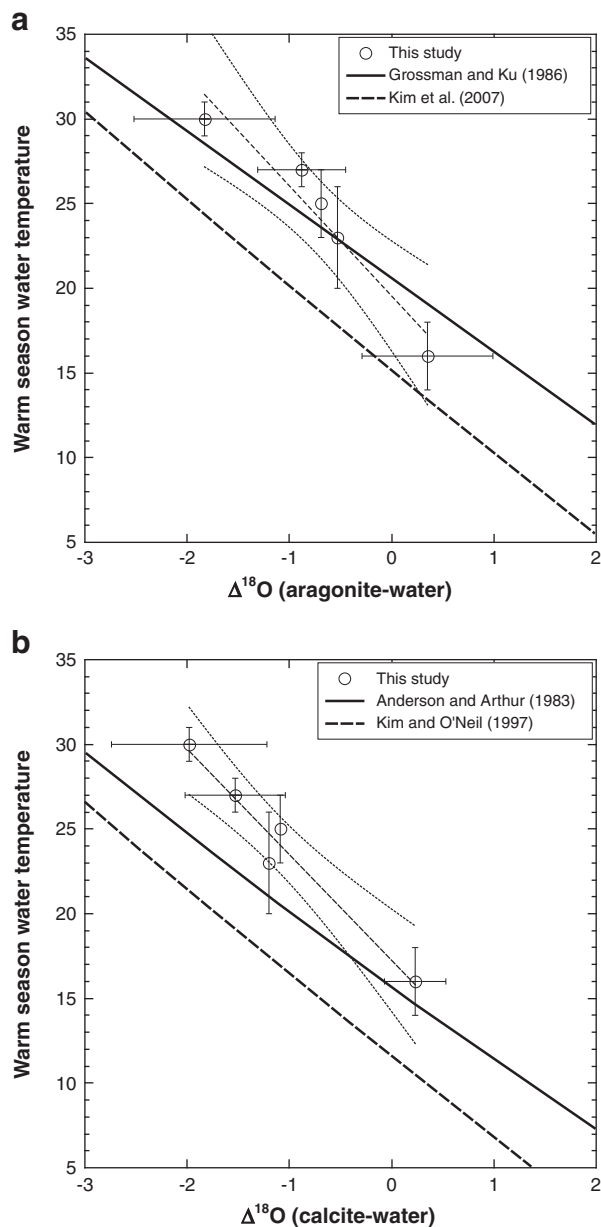 a
35
30
25
20
15
10
5
Warm season water temperature
This study
Grossman and Ku (1986)
Kim et al. (2007)
-3 -2 -1 0 1 2
Δ18O (aragonite-water)
b
35
30
25
20
15
10
5
Warm season water temperature
This study
Anderson and Arthur (1983)
Kim and O'Neil (1997)
-3 -2 -1 0 1 2
Δ18O (calcite-water)